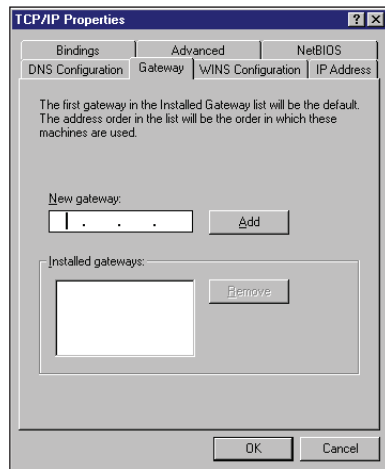 TCP/IP Properties
Bindings Advanced NetBIOS
DNS Configuration Gateway WINS Configuration IP Address
The first gateway in the Installed Gateway list will be the default.
The address order in the list will be the order in which these
machines are used.
New gateway:
. . .
Add
Installed gateways:
Remove
OK Cancel